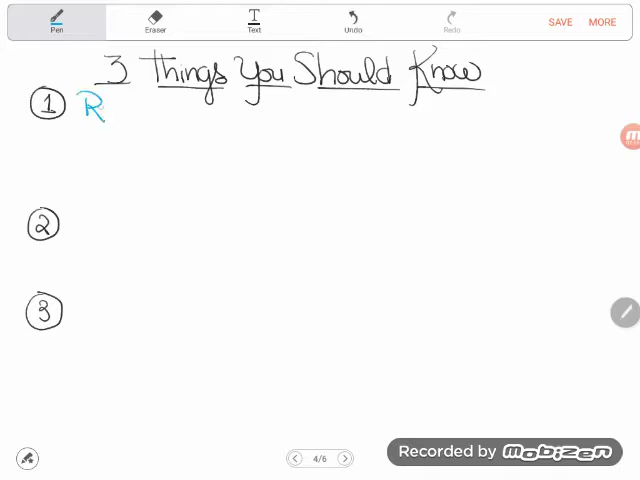 Pen Eraser Text Undo Redo SAVE MORE
3 Things You Should Know
1 R
2
3
4/6
Recorded by mobizen